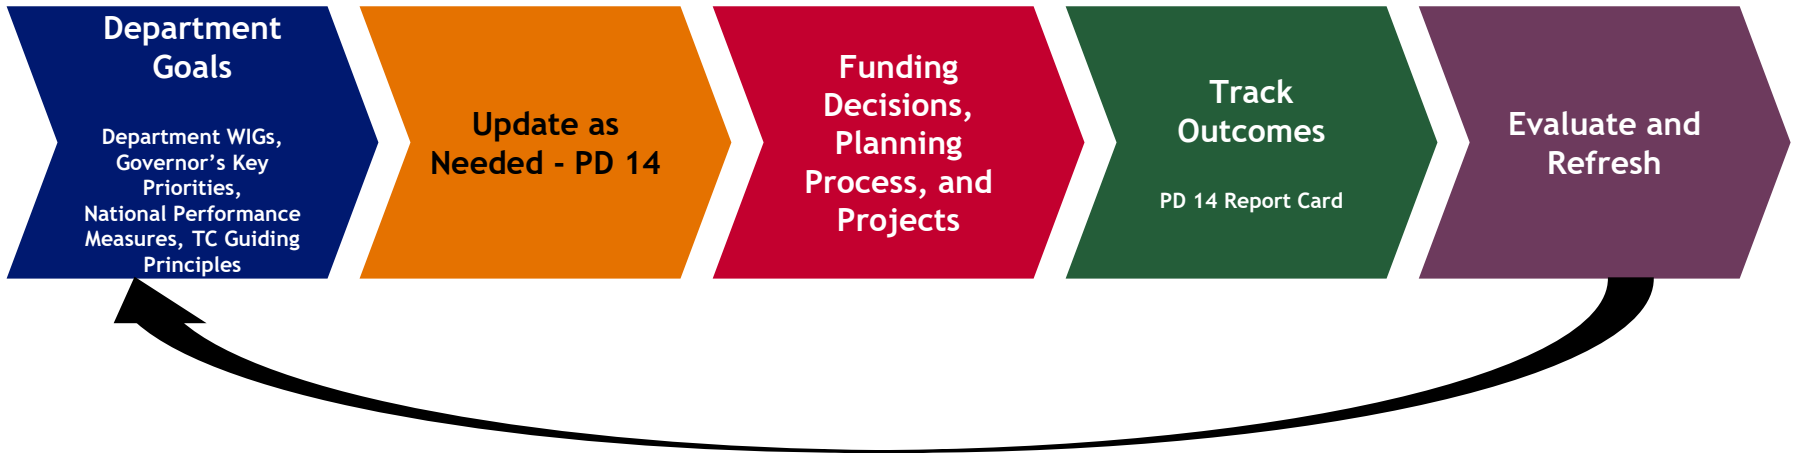 Department
Goals
Department WIGs,
Governor’s Key
Priorities,
National Performance
Measures, TC Guiding
Principles
Update as
Needed - PD 14
Funding
Decisions,
Planning
Process, and
Projects
Track
Outcomes
PD 14 Report Card
Evaluate and
Refresh